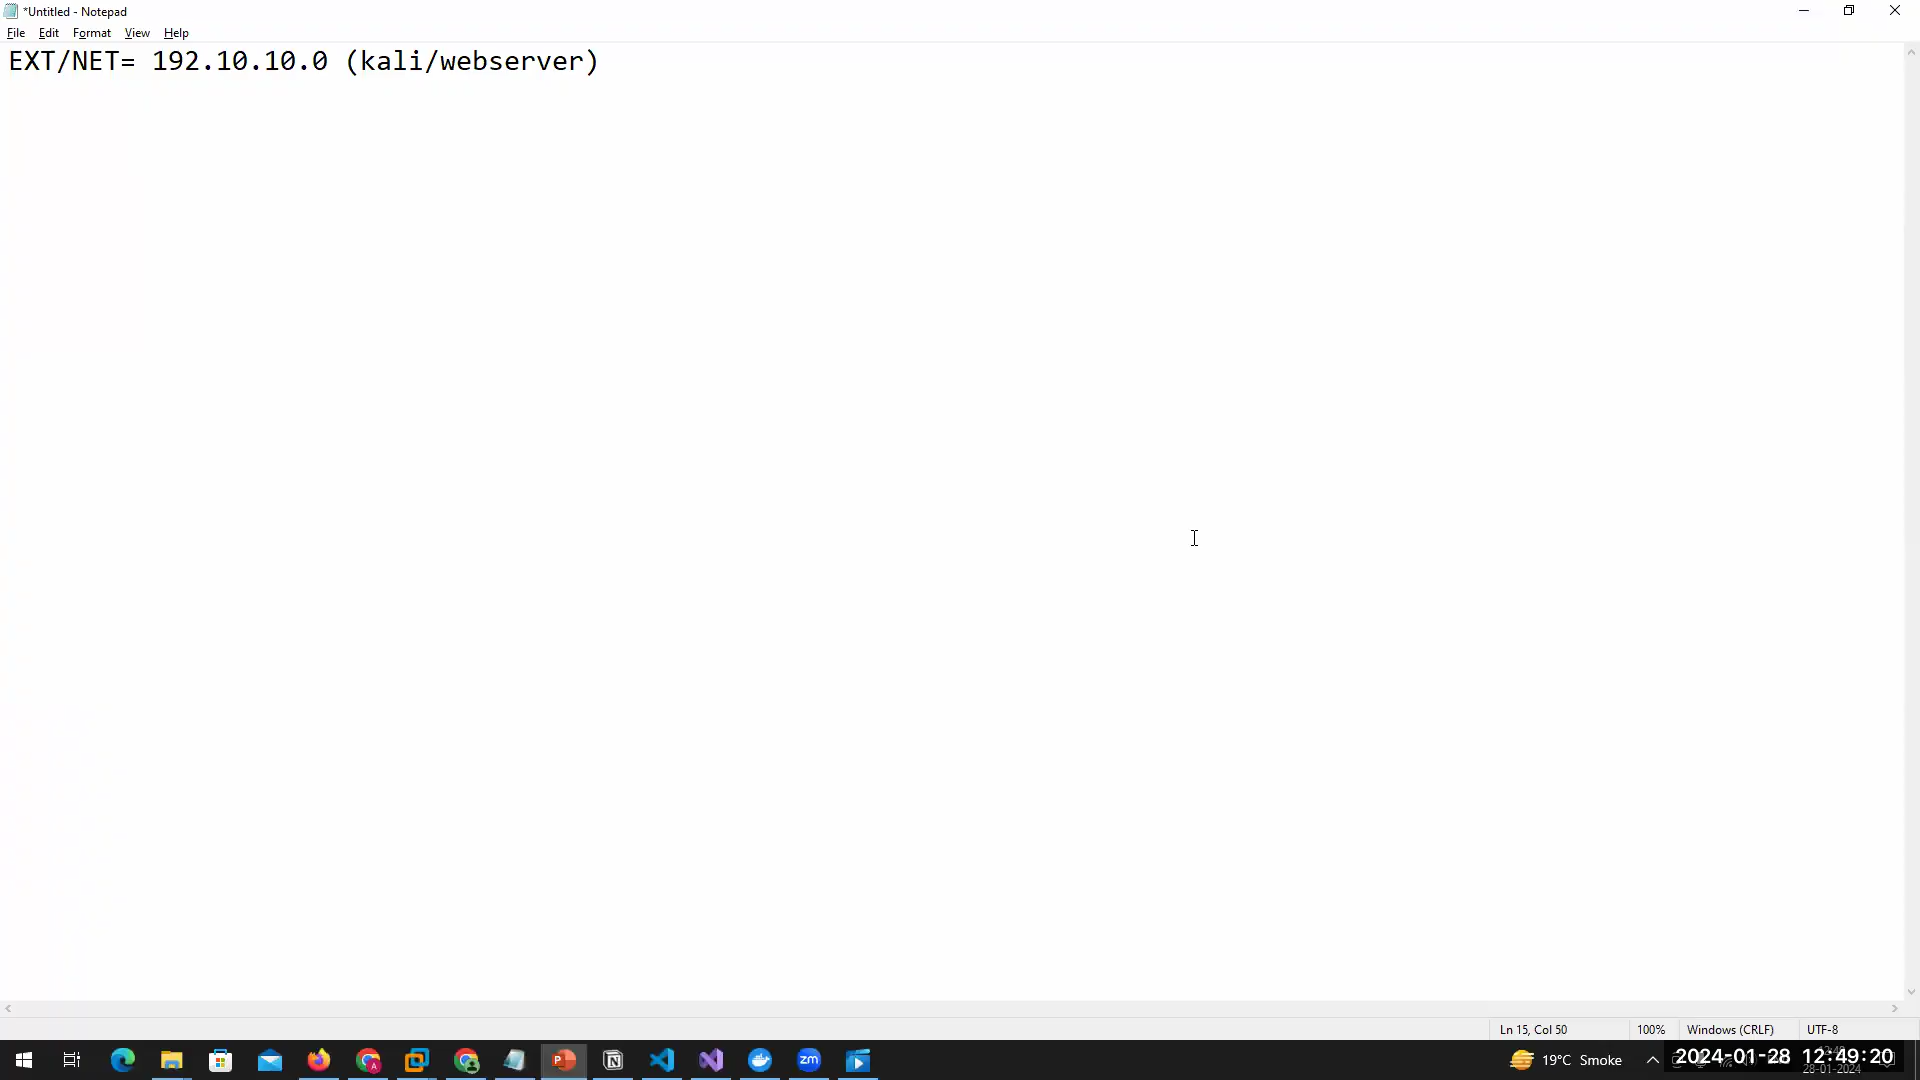 *Untitled - Notepad
File Edit Format View Help
EXT/NET= 192.10.10.0 (kali/webserver)
Ln 15, Col 50 100% Windows (CRLF) UTF-8
19°C Smoke
2024-01-28 12:49:20
28-01-2024